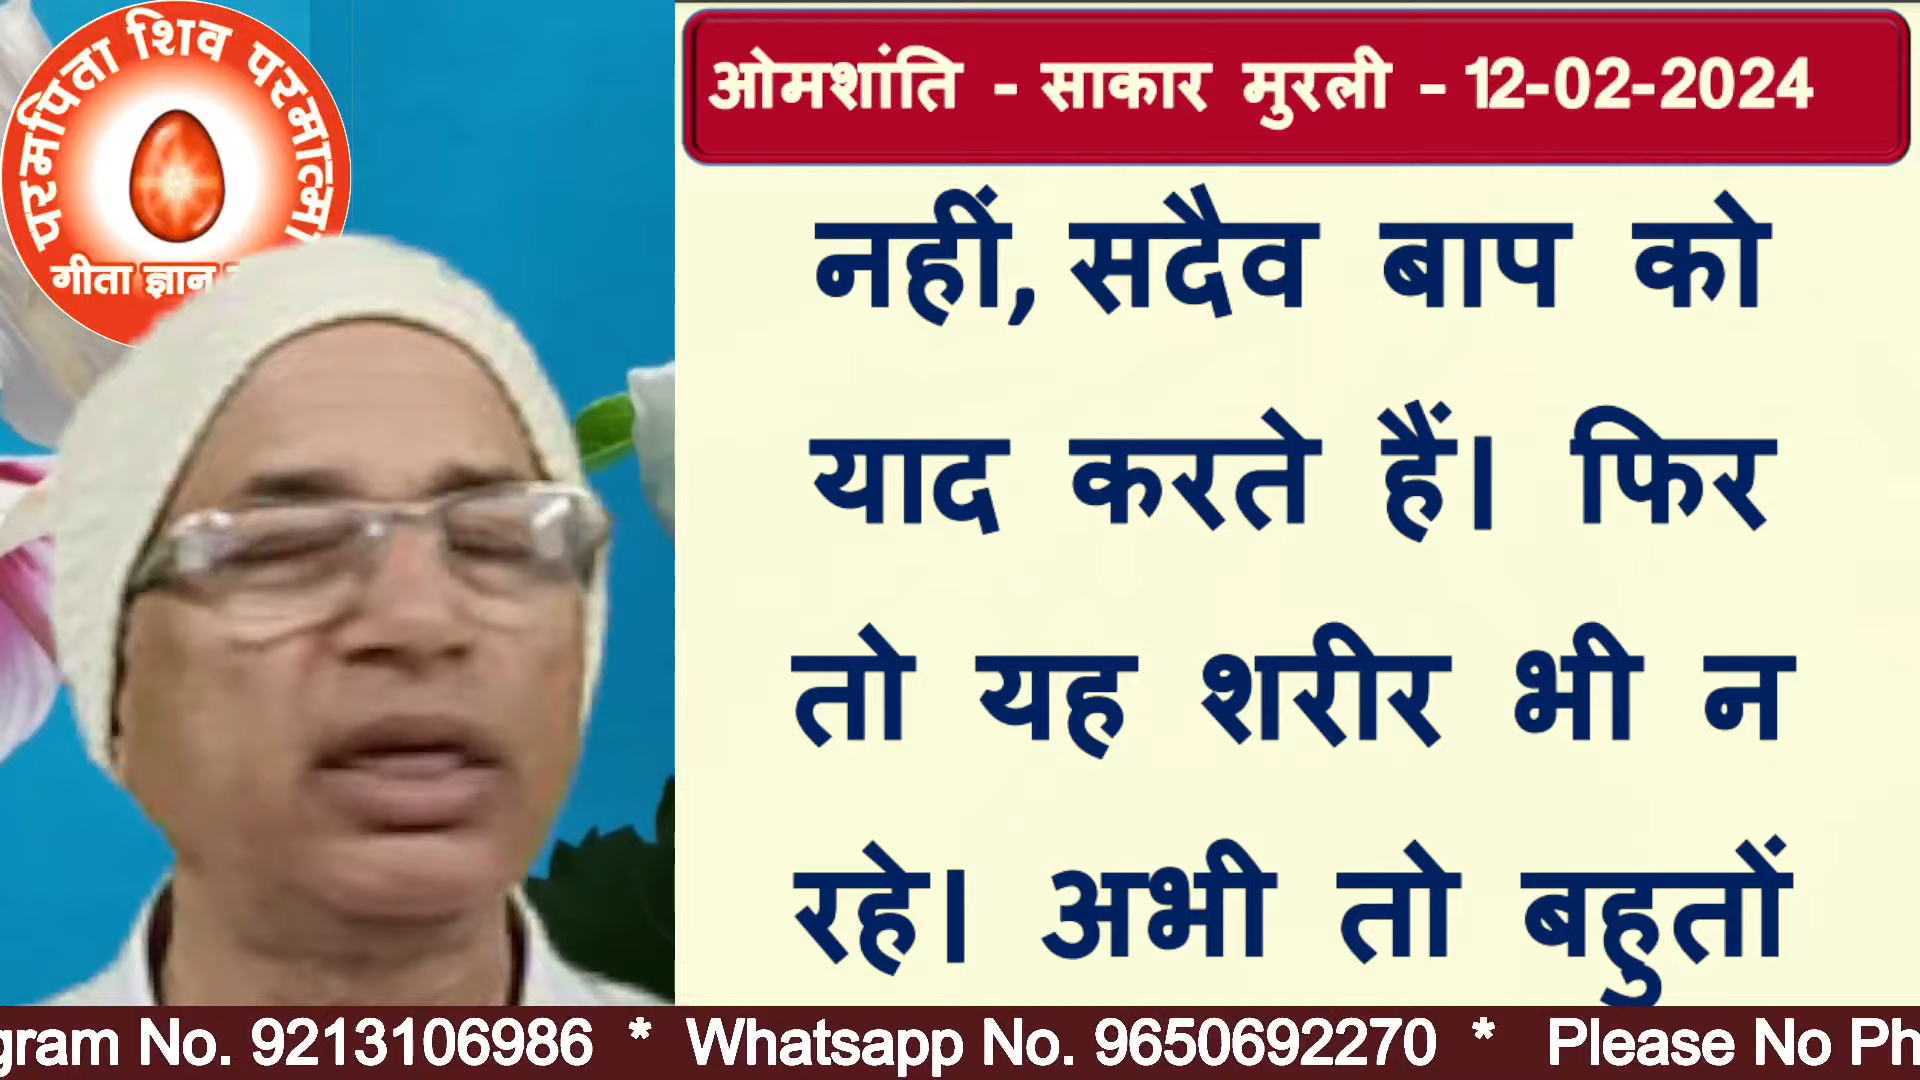 परमपिता शिव परमात्मा
गीता ज्ञान
ओमशांति - साकार मुरली - 12-02-2024
नहीं, सदैव बाप को
याद करते हैं। फिर
तो यह शरीर भी न
रहे। अभी तो बहुतों
gram No. 9213106986 * Whatsapp No. 9650692270 * Please No Ph